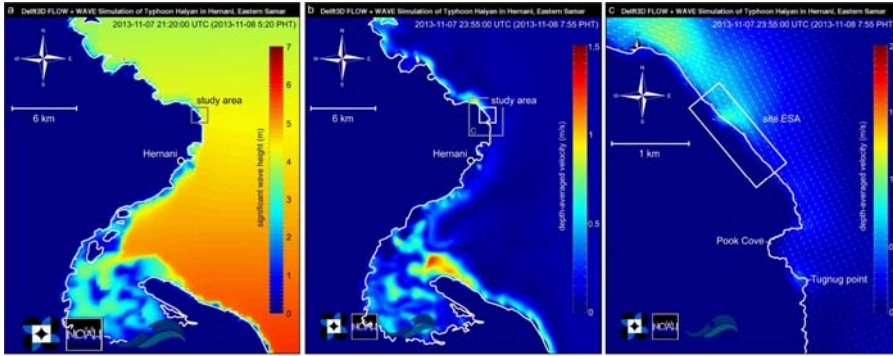 a
Delft3D FLOW + WAVE Simulation of Typhoon Haiyan in Hernani, Eastern Samar
2013-11-07 21:20:00 UTC (2013-11-08 5:20 PHT)
N
W
E
S
6 km
study area
Hernani
significant wave height (m)
7
6
5
4
3
2
1
0
NOAH
b
Delft3D FLOW + WAVE Simulation of Typhoon Haiyan in Hernani, Eastern Samar
2013-11-07 23:55:00 UTC (2013-11-08 7:55 PHT)
N
W
E
S
6 km
study area
C
Hernani
depth-averaged velocity (m/s)
1.5
1
0.5
0
NOAH
c
Delft3D FLOW + WAVE Simulation of Typhoon Haiyan in Hernani, Eastern Samar
2013-11-07 23:55:00 UTC (2013-11-08 7:55 PHT)
N
W
E
S
1 km
site ESA
Pook Cove
Tugnug point
depth-averaged velocity (m/s)
NOAH